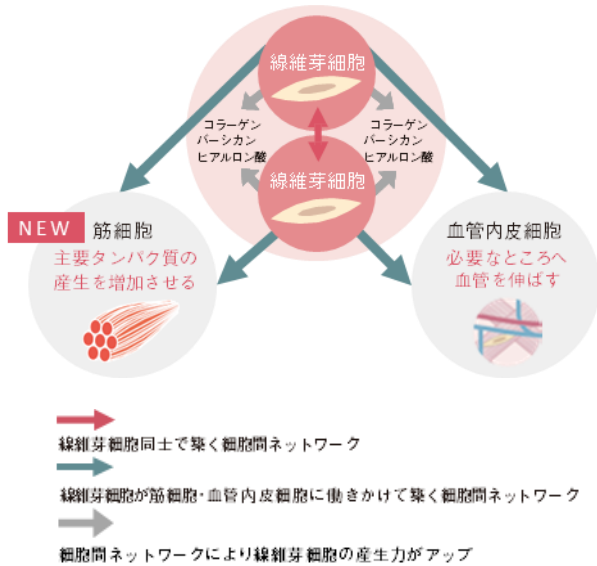 線維芽細胞
コラーゲン
バーシカン
ヒアルロン酸
コラーゲン
バーシカン
ヒアルロン酸
線維芽細胞
NEW
筋細胞
主要タンパク質の
産生を増加させる
血管内皮細胞
必要なところへ
血管を伸ばす
線維芽細胞同士で築く細胞間ネットワーク
線維芽細胞が筋細胞・血管内皮細胞に働きかけて築く細胞間ネットワーク
細胞間ネットワークにより線維芽細胞の産生力がアップ